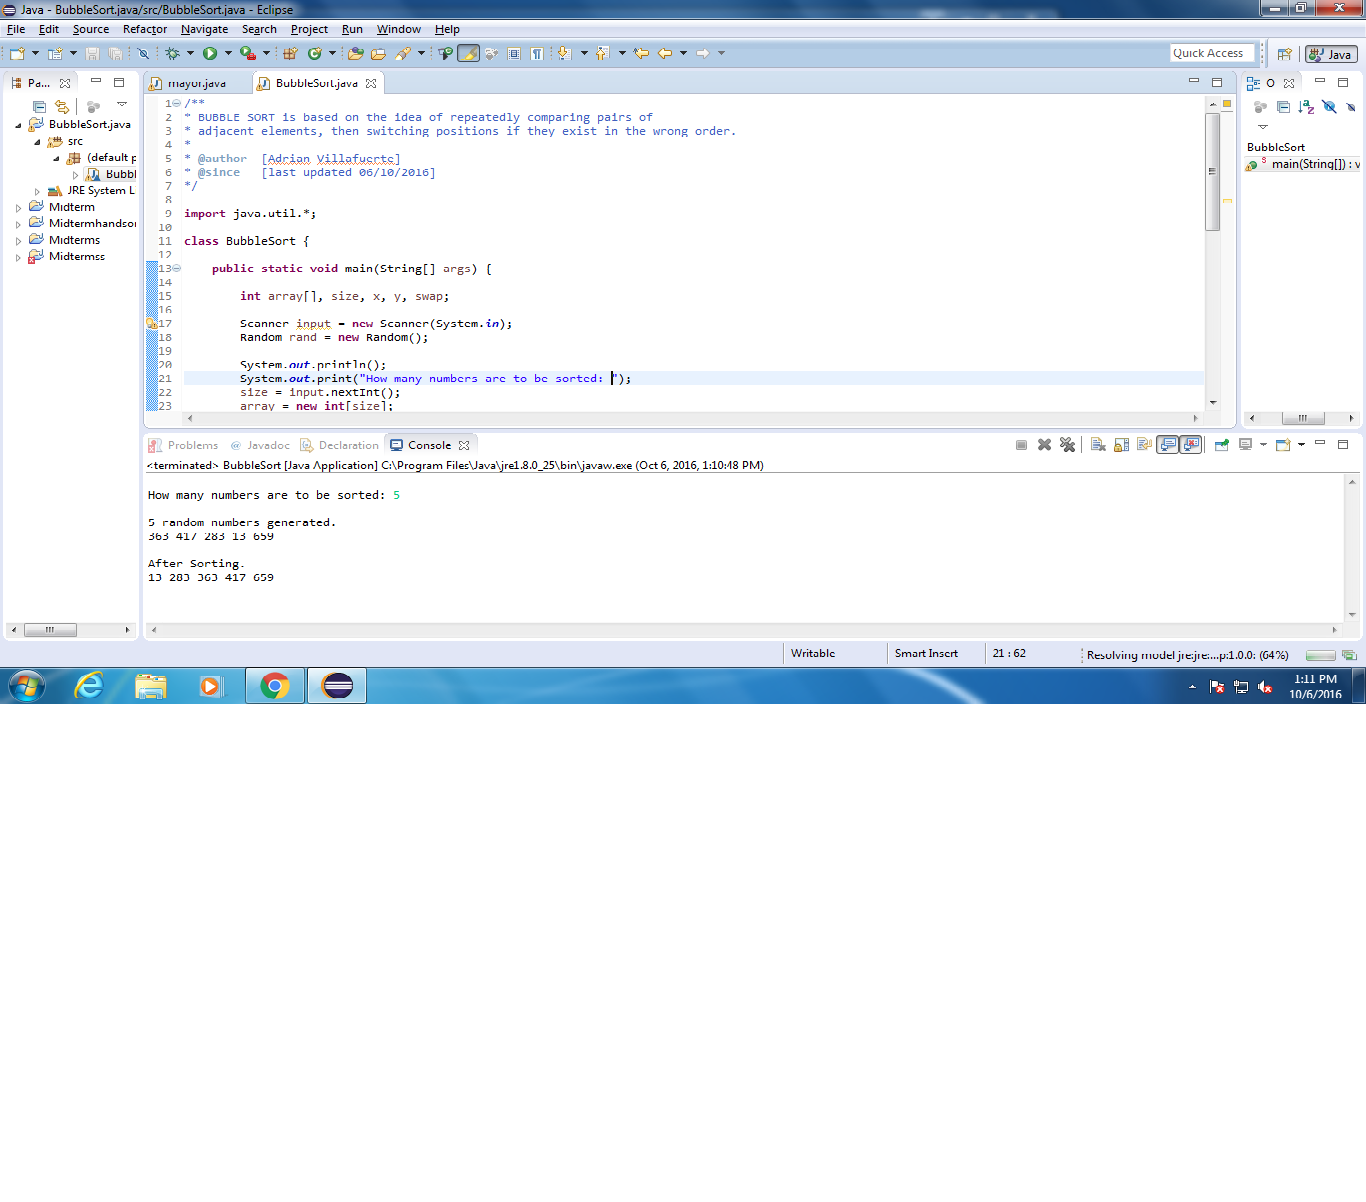 Java - BubbleSort.java/src/BubbleSort.java - Eclipse
File Edit Source Refactor Navigate Search Project Run Window Help
Quick Access
Java
Pa...
BubbleSort.java
src
(default p
Bubbl
JRE System L
Midterm
Midtermhandson
Midterms
Midtermss
mayor.java
BubbleSort.java
1 /**
2 * BUBBLE SORT is based on the idea of repeatedly comparing pairs of
3 * adjacent elements, then switching positions if they exist in the wrong order.
4 *
5 * @author [Adrian Villafuerte]
6 * @since [last updated 06/10/2016]
7 */
8
9 import java.util.*;
10
11 class BubbleSort {
12
13 public static void main(String[] args) {
14
15 int array[], size, x, y, swap;
16
17 Scanner input = new Scanner(System.in);
18 Random rand = new Random();
19
20 System.out.println();
21 System.out.print("How many numbers are to be sorted: ");
22 size = input.nextInt();
23 array = new int[size];
O
BubbleSort
main(String[]) : v
Problems @ Javadoc Declaration Console
<terminated> BubbleSort [Java Application] C:\Program Files\Java\jre1.8.0_25\bin\javaw.exe (Oct 6, 2016, 1:10:48 PM)
How many numbers are to be sorted: 5
5 random numbers generated.
363 417 283 13 659
After Sorting.
13 283 363 417 659
Writable
Smart Insert
21 : 62
Resolving model jre:jre:...p:1.0.0: (64%)
1:11 PM
10/6/2016